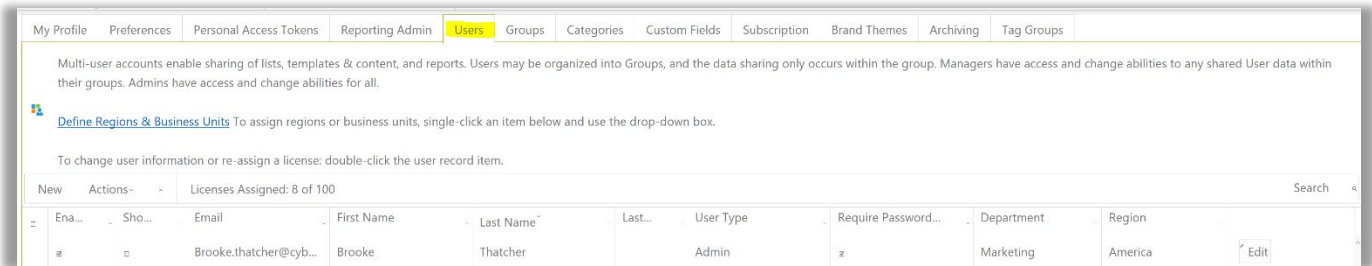 My Profile Preferences Personal Access Tokens Reporting Admin Users Groups Categories Custom Fields Subscription Brand Themes Archiving Tag Groups
Multi-user accounts enable sharing of lists, templates & content, and reports. Users may be organized into Groups, and the data sharing only occurs within the group. Managers have access and change abilities to any shared User data within
their groups. Admins have access and change abilities for all.
Define Regions & Business Units To assign regions or business units, single-click an item below and use the drop-down box.
To change user information or re-assign a license: double-click the user record item.
New Actions Licenses Assigned: 8 of 100 Search
Ena... Sho... Email First Name Last Name Last... User Type Require Password... Department Region
Brooke.thatcher@cyb... Brooke Thatcher Admin Marketing America Edit